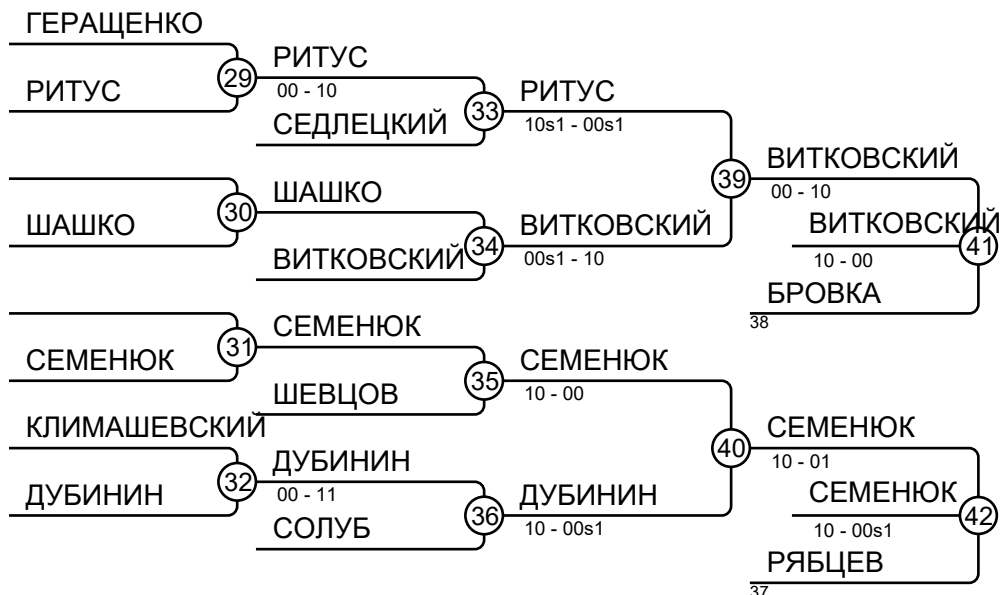 ГЕРАЩЕНКО
29
РИТУС
00 - 10
РИТУС
СЕДЛЕЦКИЙ
33
РИТУС
10s1 - 00s1
30
ШАШКО
ШАШКО
ВИТКОВСКИЙ
34
ВИТКОВСКИЙ
00s1 - 10
39
ВИТКОВСКИЙ
00 - 10
ВИТКОВСКИЙ
10 - 00
41
БРОВКА
38
31
СЕМЕНЮК
СЕМЕНЮК
ШЕВЦОВ
35
СЕМЕНЮК
10 - 00
КЛИМАШЕВСКИЙ
32
ДУБИНИН
00 - 11
ДУБИНИН
СОЛУБ
36
ДУБИНИН
10 - 00s1
40
СЕМЕНЮК
10 - 01
СЕМЕНЮК
10 - 00s1
42
РЯБЦЕВ
37